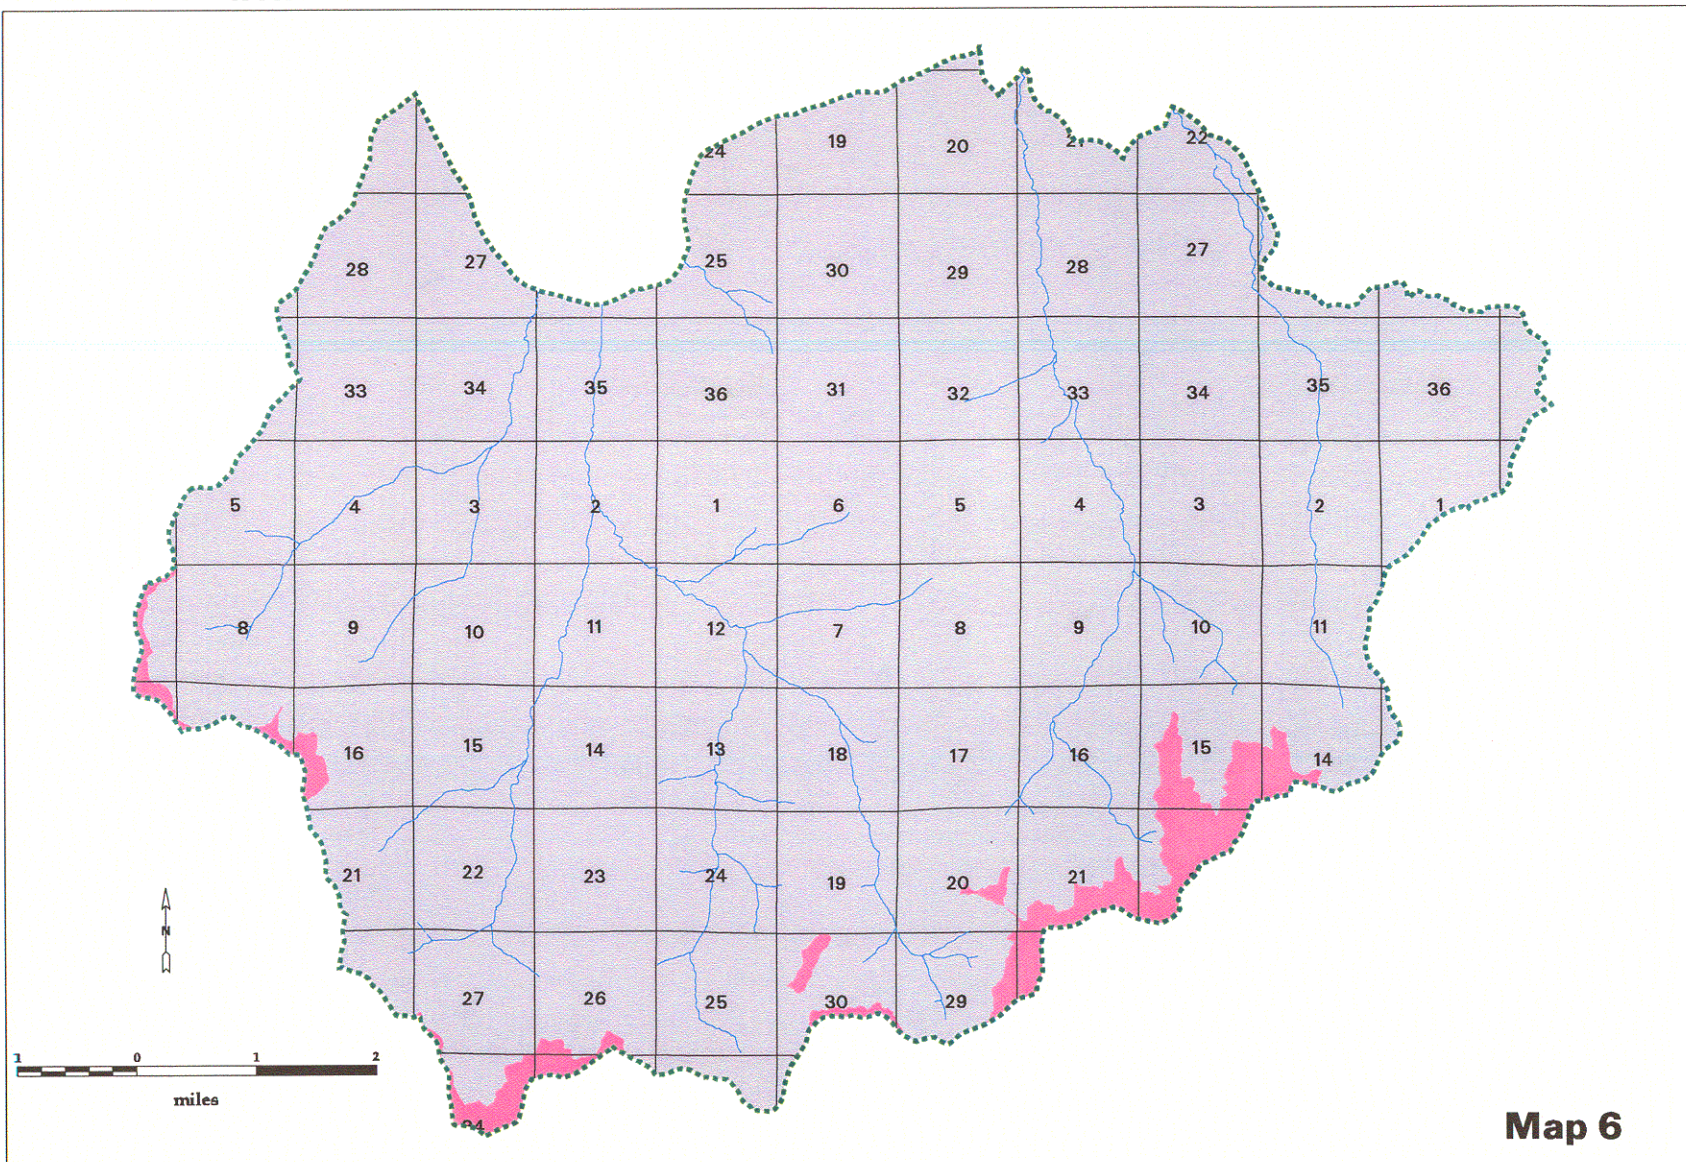 19 20 22
24
28 27 25 30 29 28 27
33 34 35 36 31 32 33 34 35 36
5 4 3 2 1 6 5 4 3 2 1
8 9 10 11 12 7 8 9 10 11
16 15 14 13 18 17 16 15 14
21 22 23 24 19 20 21
N
27 26 25 30 29
1 0 1 2
miles
Map 6